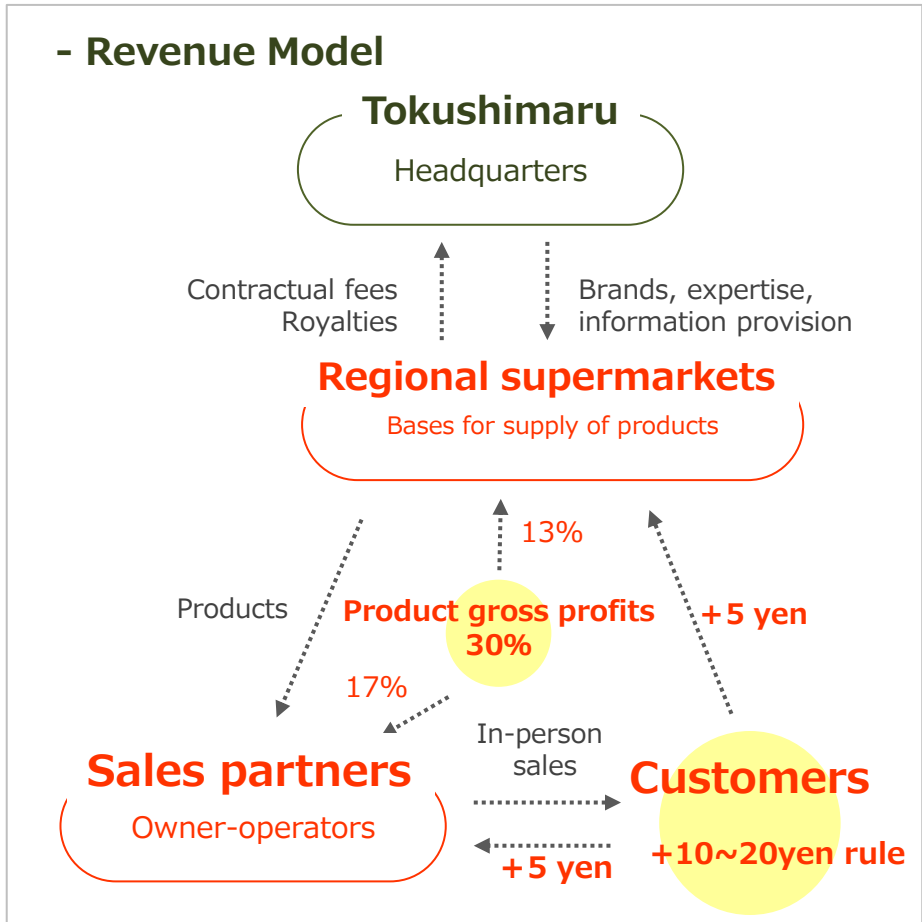 - Revenue Model
Tokushimaru
Headquarters
Contractual fees
Royalties
Brands, expertise,
information provision
Regional supermarkets
Bases for supply of products
13%
Products
Product gross profits
30%
+5 yen
17%
In-person
sales
Sales partners
Owner-operators
Customers
+10~20yen rule
+5 yen